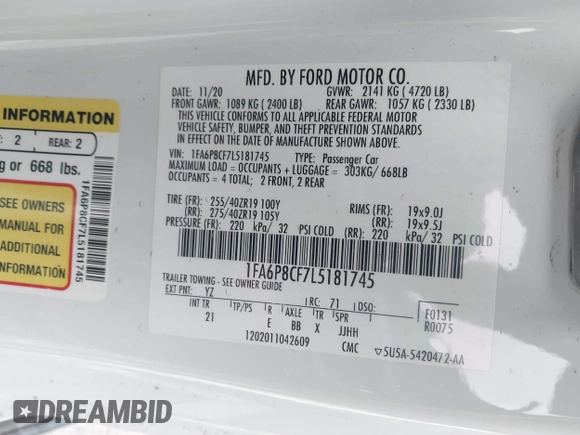 MFD. BY FORD MOTOR CO.
DATE: 11/20 GVWR: 2141 KG ( 4720 LB)
FRONT GAWR: 1089 KG ( 2400 LB) REAR GAWR: 1057 KG ( 2330 LB)
THIS VEHICLE CONFORMS TO ALL APPLICABLE FEDERAL MOTOR
VEHICLE SAFETY, BUMPER, AND THEFT PREVENTION STANDARDS
IN EFFECT ON THE DATE OF MANUFACTURE SHOWN ABOVE.
VIN: 1FA6P8CF7L5181745 TYPE: Passenger Car
MAXIMUM LOAD = OCCUPANTS + LUGGAGE = 303KG/ 668LB
OCCUPANTS = 4 TOTAL; 2 FRONT, 2 REAR
TIRE (FR): 255/40ZR19 100Y RIMS (FR): 19x9.0J
(RR): 275/40ZR19 105Y (RR): 19x9.5J
PRESSURE (FR): 220 kPa/ 32 PSI COLD (RR): 220 kPa/ 32 PSI COLD
1FA6P8CF7L5181745
TRAILER TOWING - SEE OWNER GUIDE
EXT PNT: YZ RC: 71 DSO:
INT TR TP/PS R AXLE TR SPR
21 E BB X JJHH
F0131
R0075
1202011042609 CMC 5U5A-5420472-AA
INFORMATION
: 2 REAR: 2
g or 668 lbs.
SEE OWNERS
MANUAL FOR
ADDITIONAL
INFORMATION
1FA6P8CF7L5181745
DREAMBID